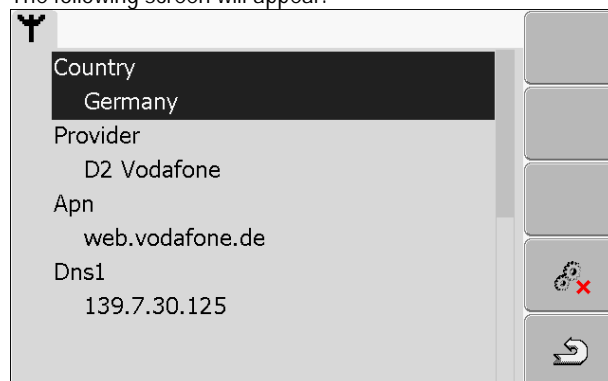 The following screen will appear:
Country
Germany
Provider
D2 Vodafone
Apn
web.vodafone.de
Dns1
139.7.30.125